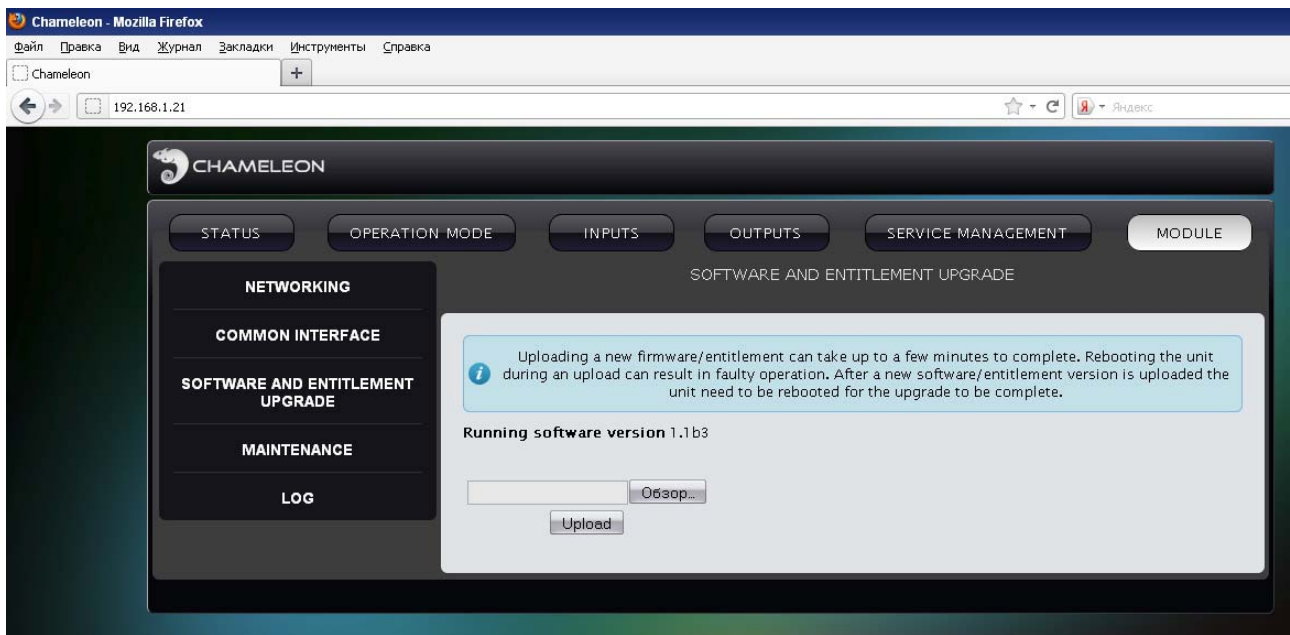 Chameleon - Mozilla Firefox
Файл Правка Вид Журнал Закладки Инструменты Справка
Chameleon
192.168.1.21
Яндекс
CHAMELEON
STATUS OPERATION MODE INPUTS OUTPUTS SERVICE MANAGEMENT MODULE
NETWORKING
COMMON INTERFACE
SOFTWARE AND ENTITLEMENT
UPGRADE
MAINTENANCE
LOG
SOFTWARE AND ENTITLEMENT UPGRADE
Uploading a new firmware/entitlement can take up to a few minutes to complete. Rebooting the unit
during an upload can result in faulty operation. After a new software/entitlement version is uploaded the
unit need to be rebooted for the upgrade to be complete.
Running software version 1.1b3
Обзор...
Upload